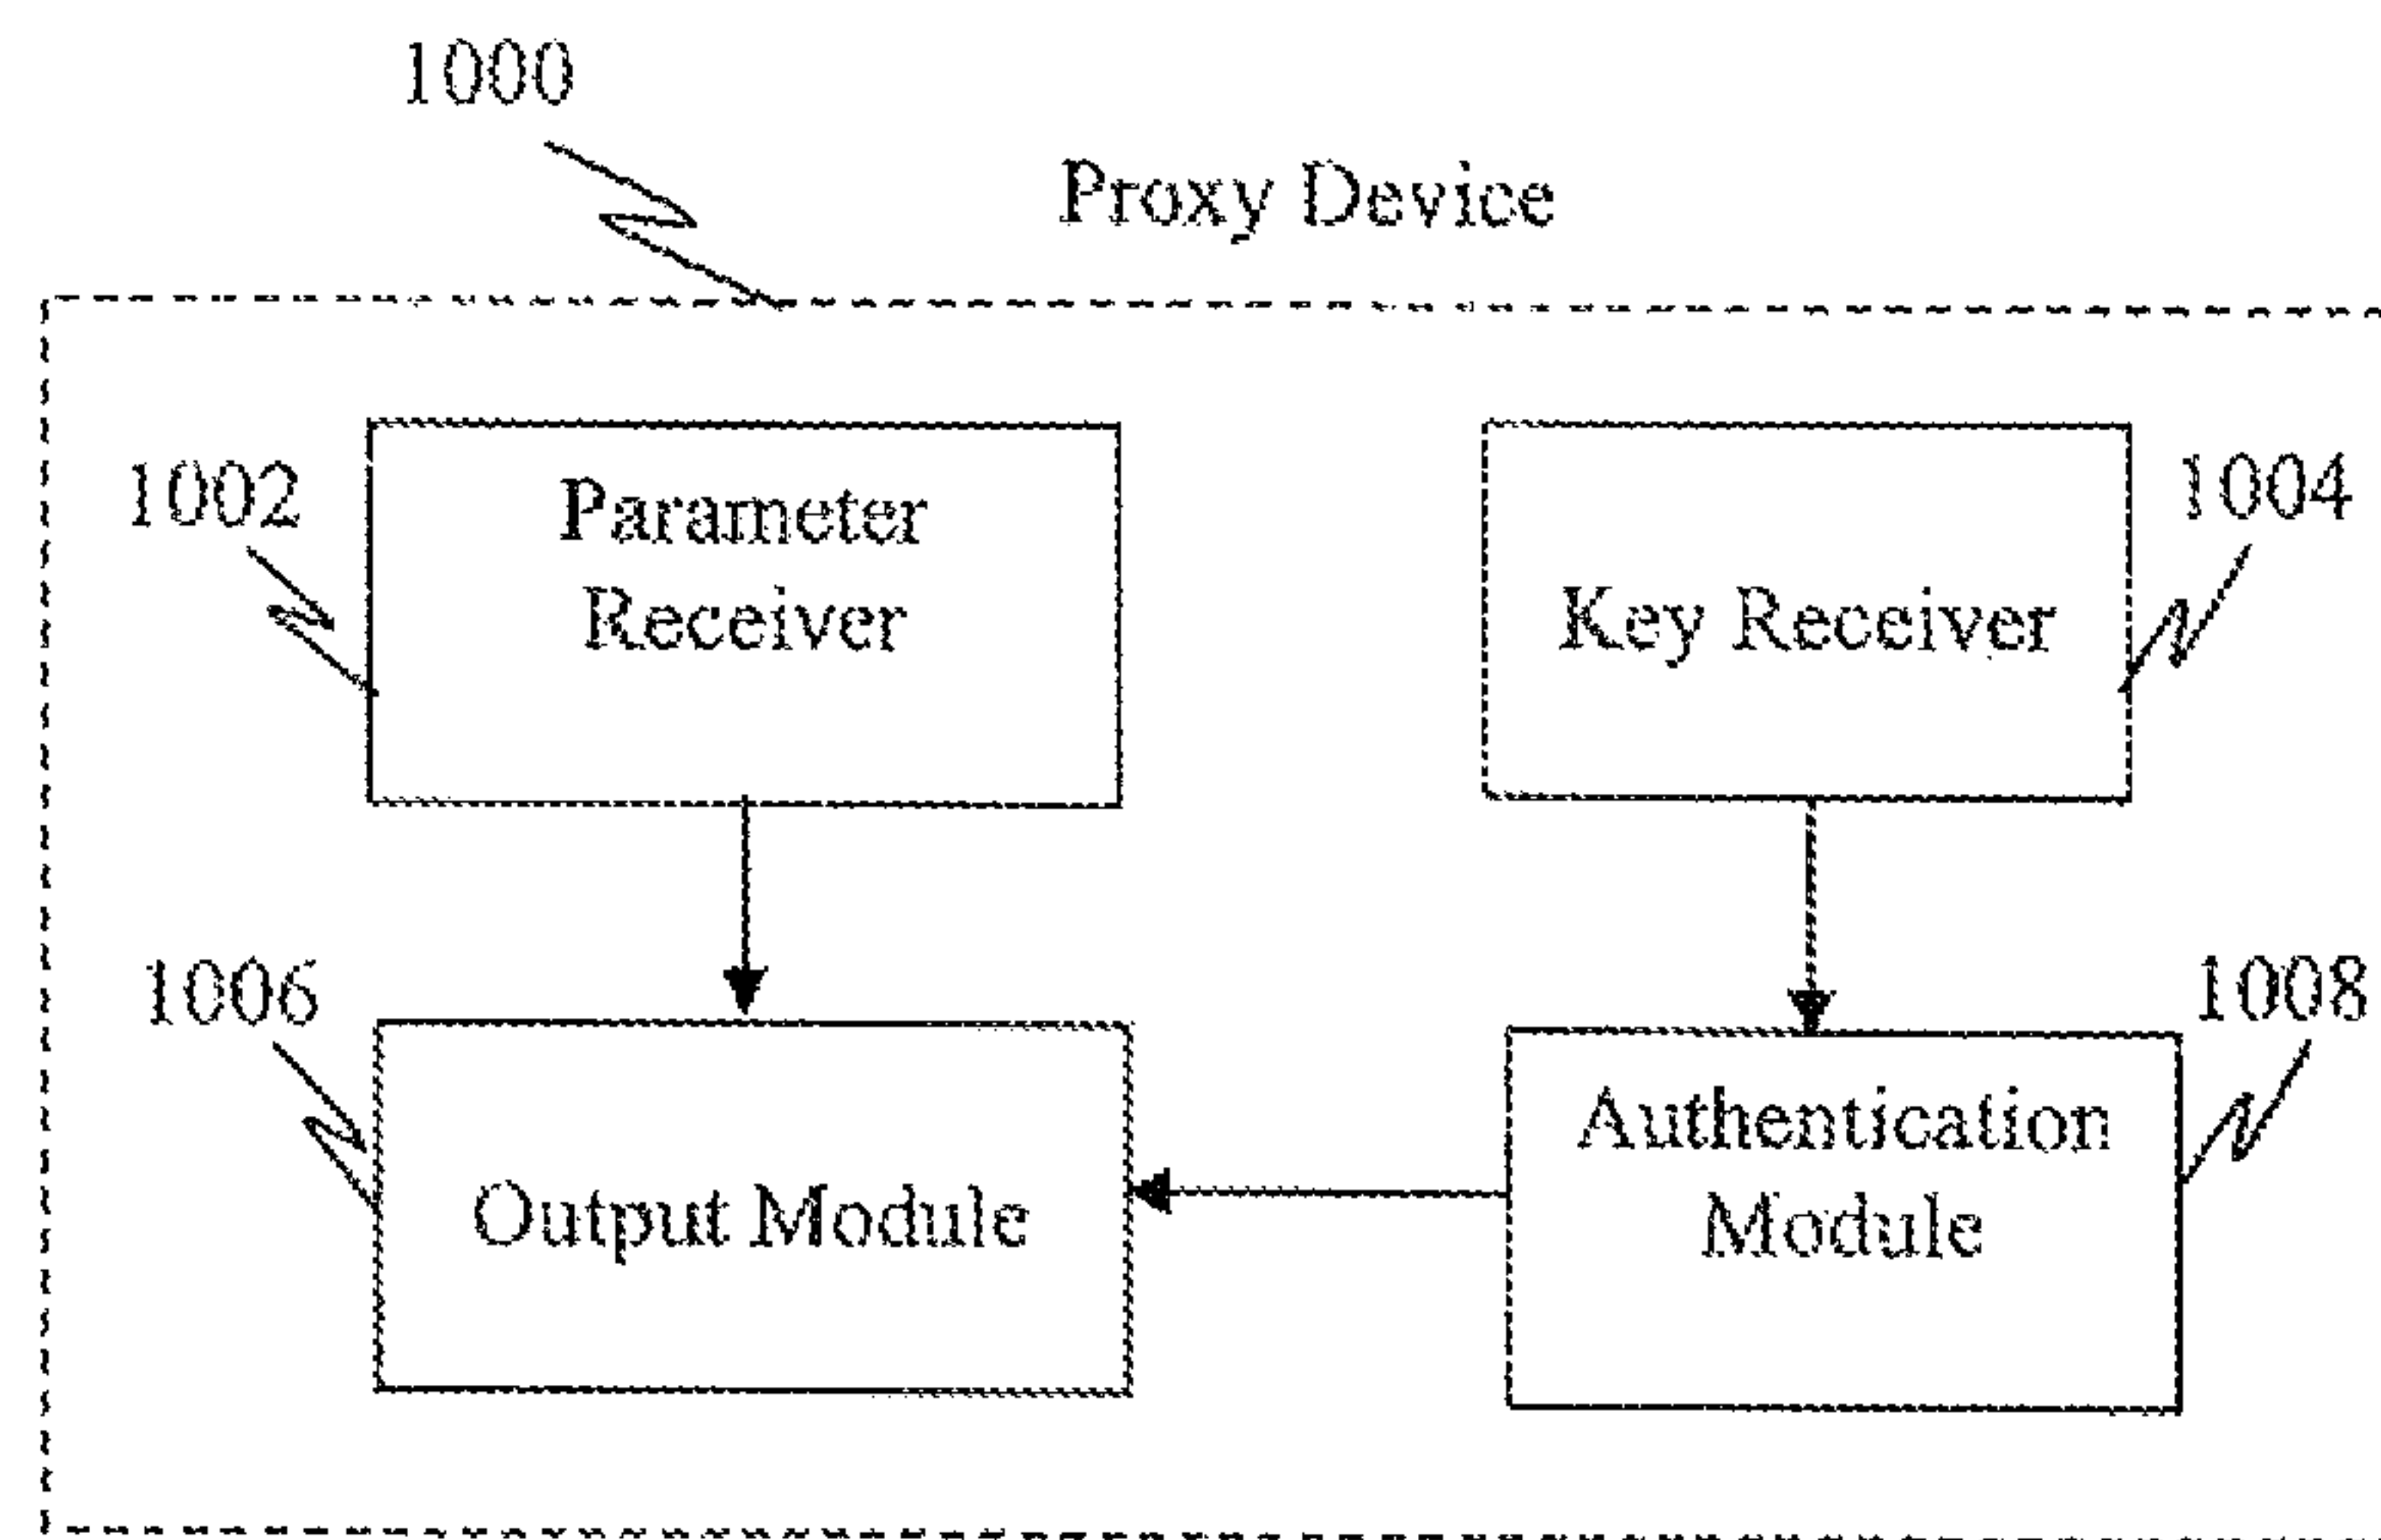 1000
Proxy Device
1002
Parameter
Receiver
Key Receiver
1004
1006
Output Module
Authentication
Module
1008